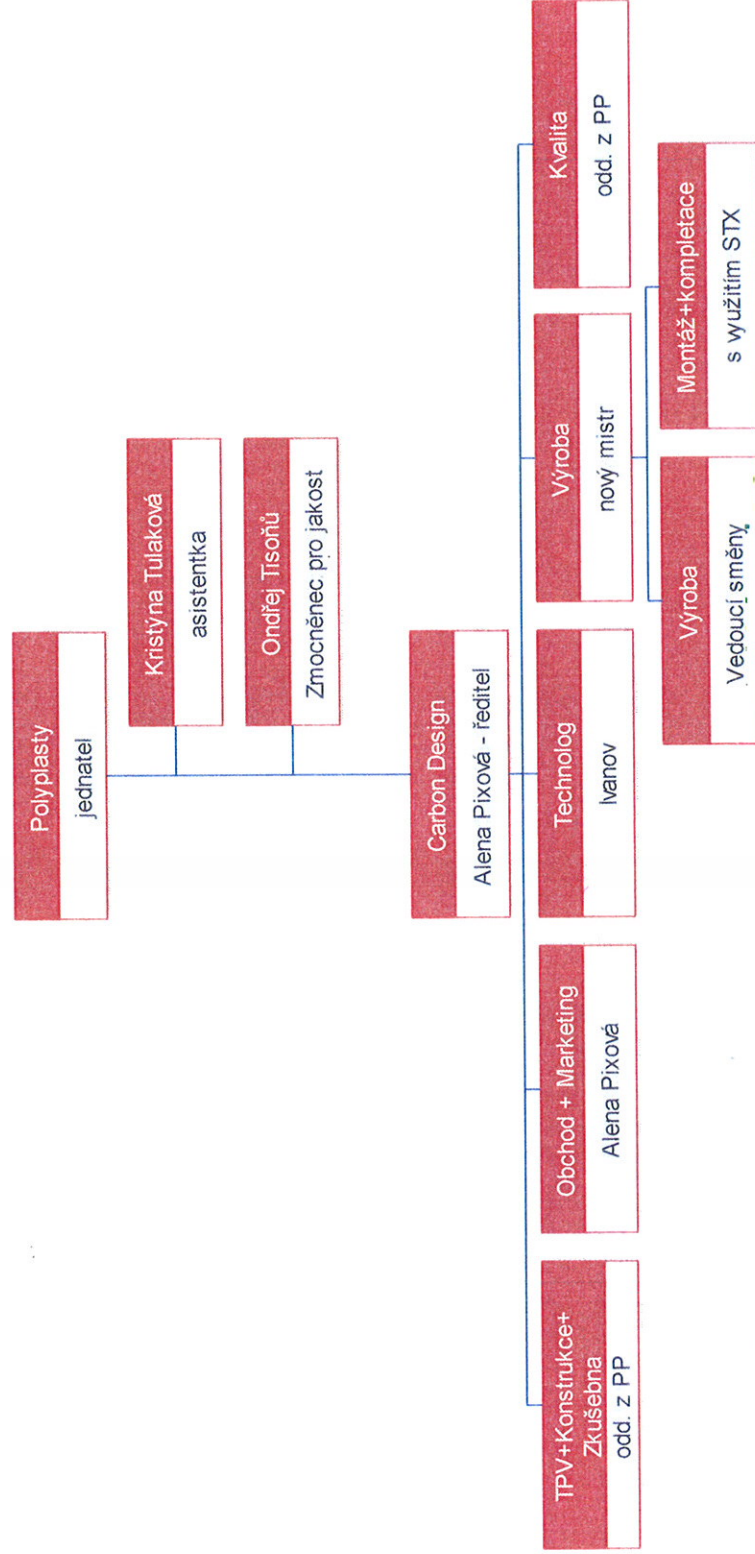 Polyplasty
jednatel
Kristýna Tulaková
asistentka
Ondřej Tisoňů
Zmocněnec pro jakost
Carbon Design
Alena Pixová - ředitel
TPV+Konstrukce+
Zkušebna
odd. z PP
Obchod + Marketing
Alena Pixová
Technolog
Ivanov
Výroba
nový mistr
Kvalita
odd. z PP
Výroba
Vedoucí směny
Montáž+kompletace
s využitím STX